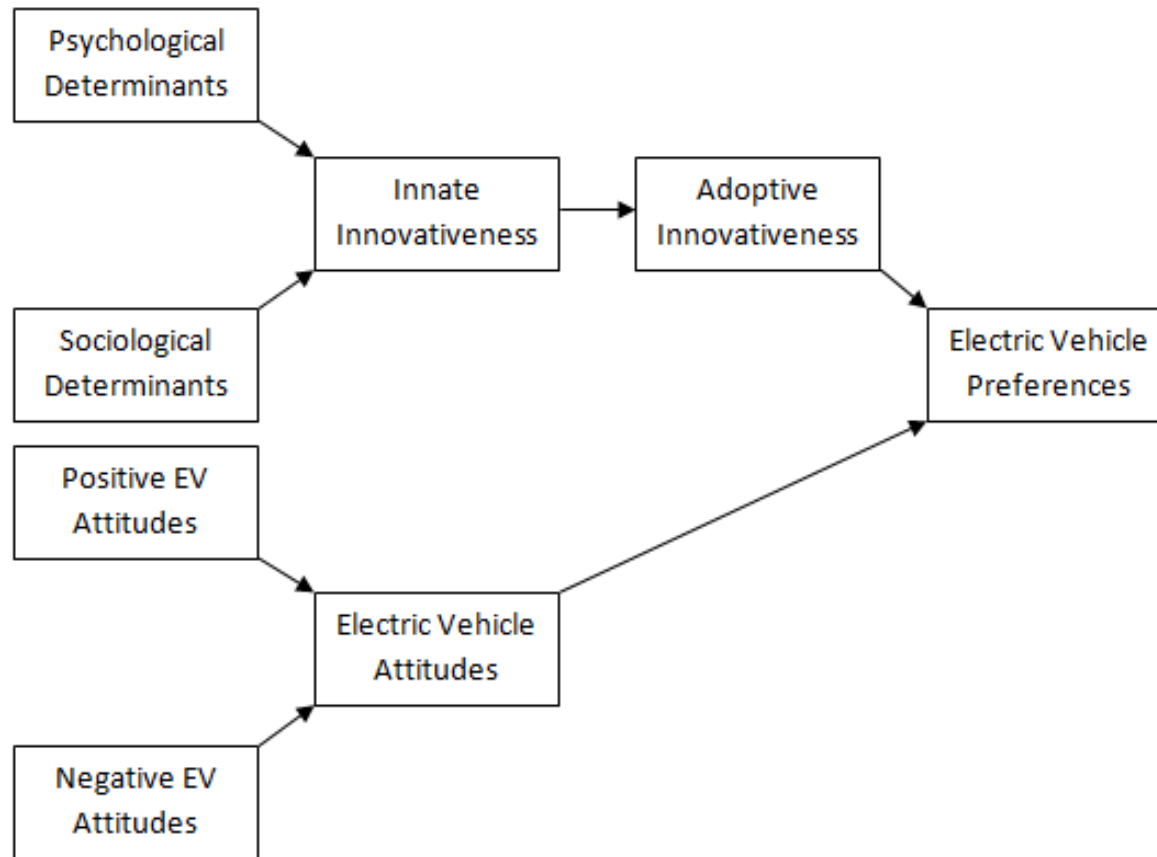 Psychological
Determinants
Innate
Innovativeness
Adoptive
Innovativeness
Sociological
Determinants
Electric Vehicle
Preferences
Positive EV
Attitudes
Electric Vehicle
Attitudes
Negative EV
Attitudes